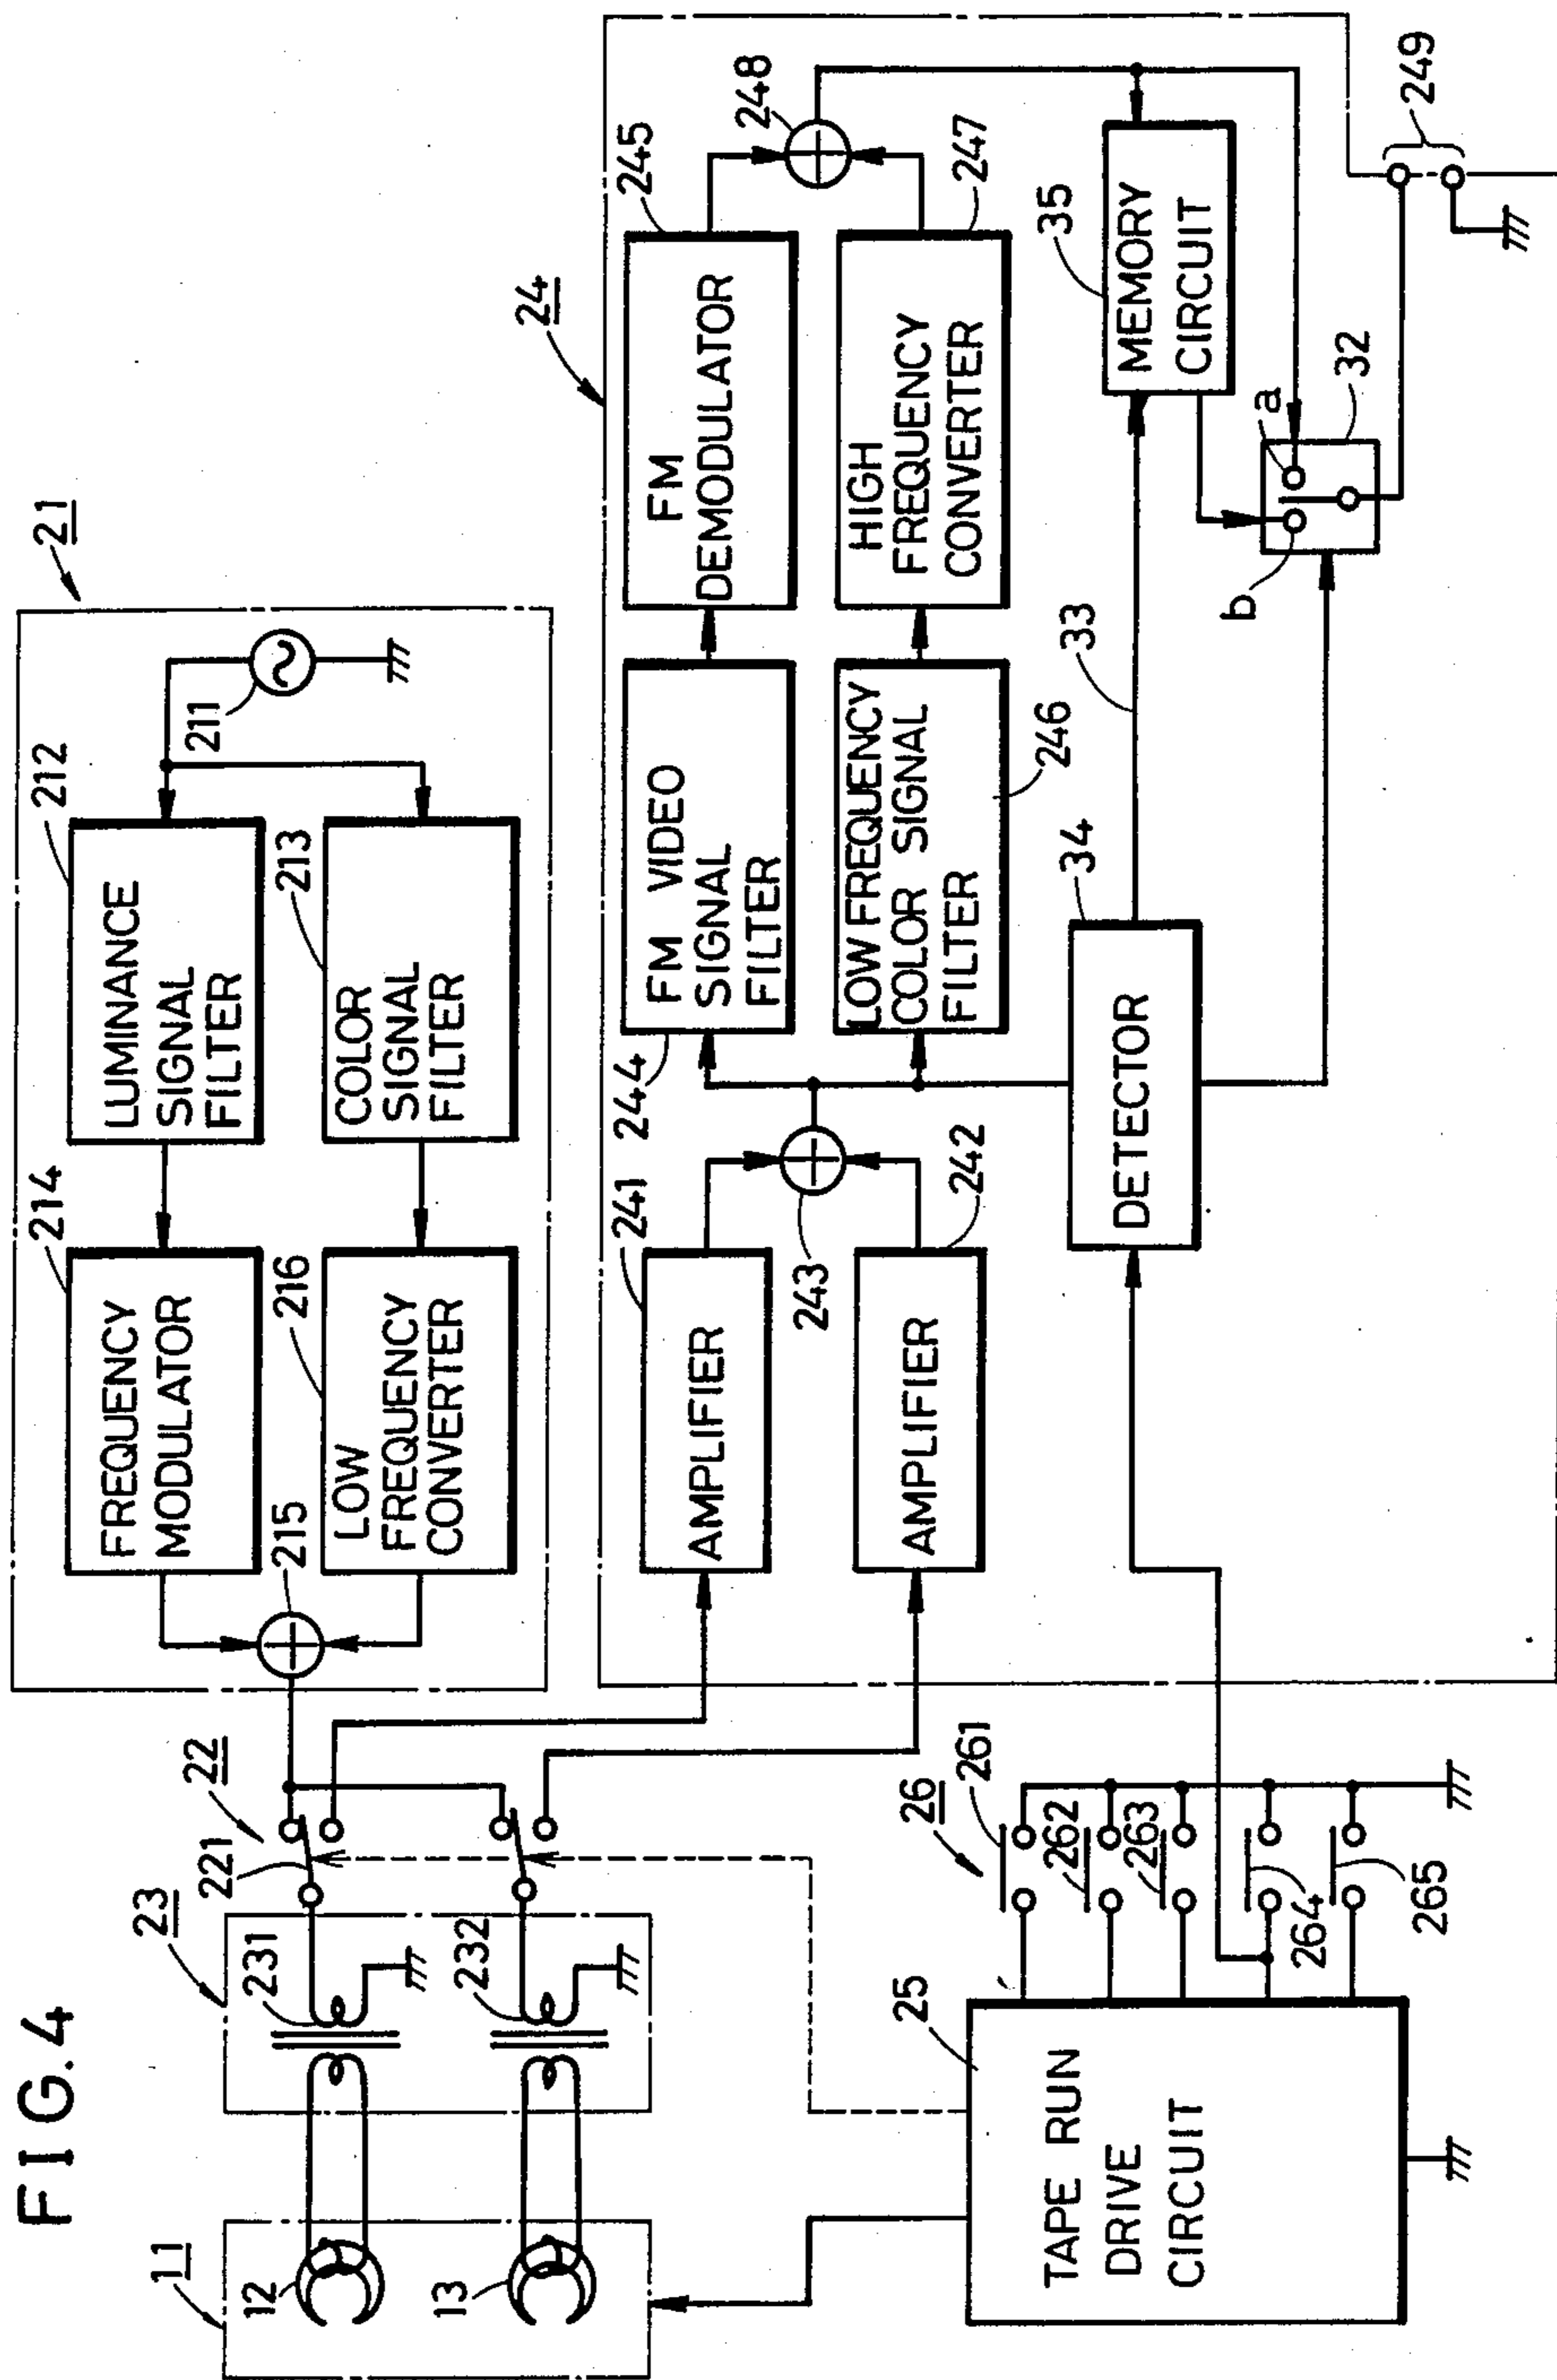 FIG.4
21
211
LUMINANCE
SIGNAL
FILTER
212
COLOR
SIGNAL
FILTER
213
FREQUENCY
MODULATOR
214
LOW
FREQUENCY
CONVERTER
216
215
22
221
23
231
232
11
12
13
24
AMPLIFIER
241
AMPLIFIER
242
243
FM VIDEO
SIGNAL
FILTER
244
FM
DEMODULATOR
245
LOW FREQUENCY
COLOR SIGNAL
FILTER
246
HIGH
FREQUENCY
CONVERTER
247
248
DETECTOR
34
33
MEMORY
CIRCUIT
35
a
b
32
249
TAPE RUN
DRIVE
CIRCUIT
25
26
261
262
263
264
265